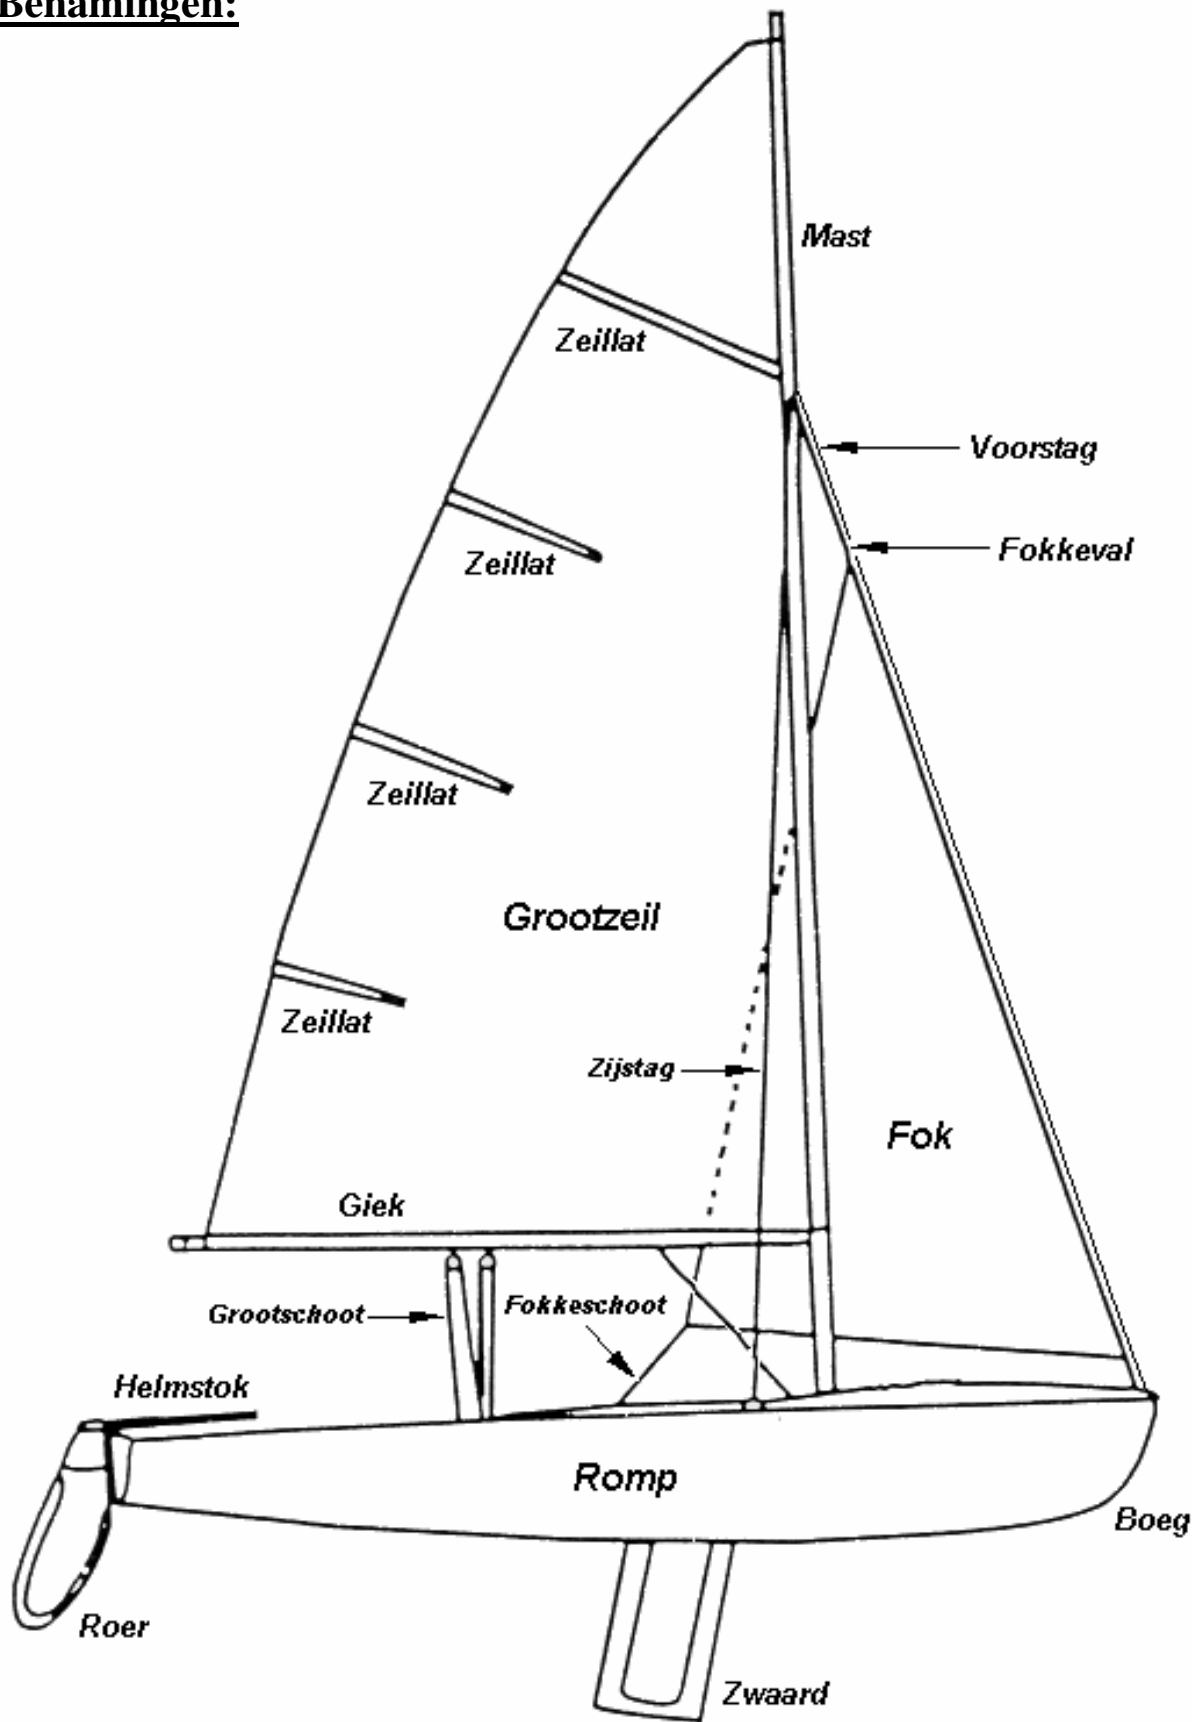 Benamingen:
Mast
Zeillat
Voorstag
Fokkeval
Zeillat
Zeillat
Grootzeil
Zeillat
Zijstag
Fok
Giek
Grootschoot
Fokkeschoot
Helmstok
Romp
Boeg
Roer
Zwaard